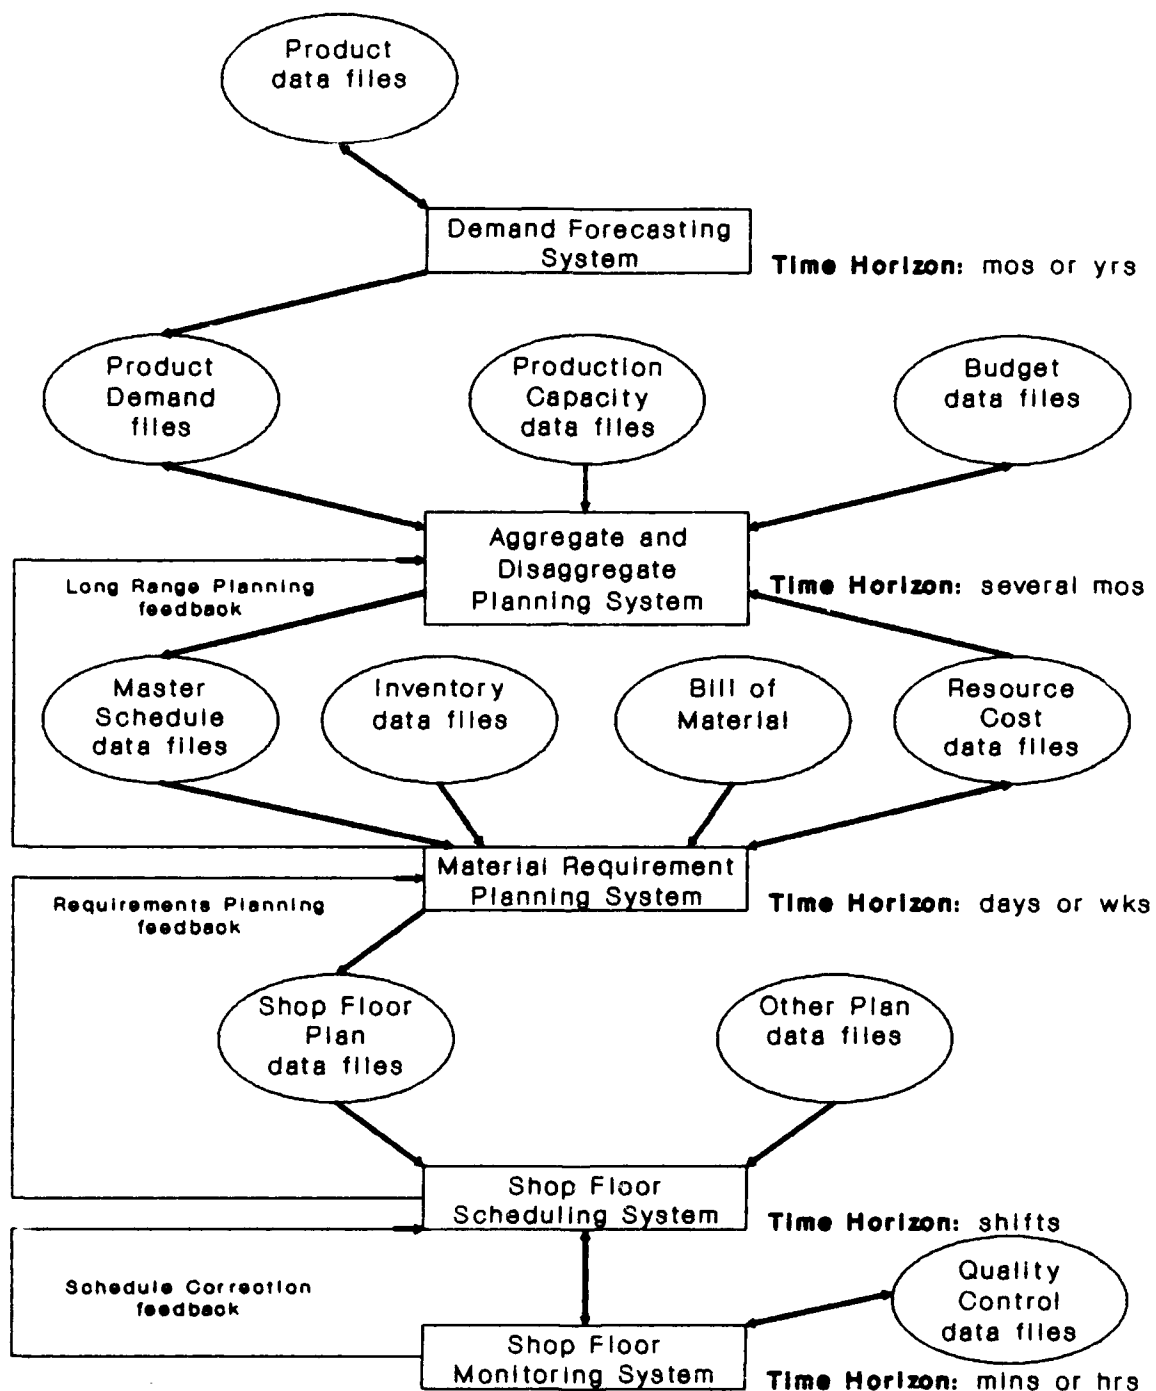 Product
data files
Demand Forecasting
System
Time Horizon: mos or yrs
Product
Demand
files
Production
Capacity
data files
Budget
data files
Aggregate and
Disaggregate
Planning System
Time Horizon: several mos
Long Range Planning
feedback
Master
Schedule
data files
Inventory
data files
Bill of
Material
Resource
Cost
data files
Material Requirement
Planning System
Time Horizon: days or wks
Requirements Planning
feedback
Shop Floor
Plan
data files
Other Plan
data files
Shop Floor
Scheduling System
Time Horizon: shifts
Schedule Correction
feedback
Quality
Control
data files
Shop Floor
Monitoring System
Time Horizon: mins or hrs